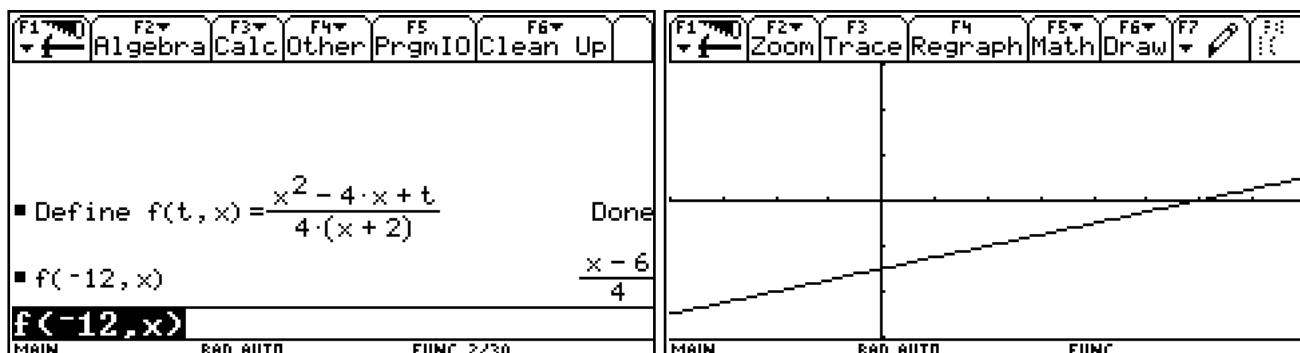 F1 F2 Algebra F3 Calc F4 Other F5 PrgmIO F6 Clean Up
▪ Define f(t,x) = (x² - 4·x + t)/(4·(x + 2)) Done
▪ f(⁻12,x) (x - 6)/4
f(⁻12,x)
MAIN RAD AUTO FUNC 2/30
F1 F2 Zoom F3 Trace F4 Regraph F5 Math F6 Draw F7
MAIN RAD AUTO FUNC